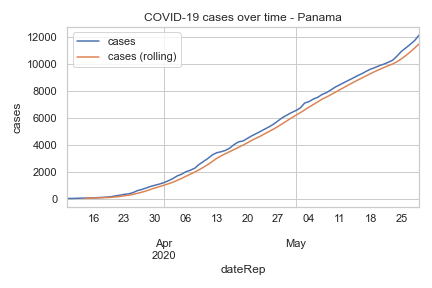 COVID-19 cases over time - Panama
cases
cases (rolling)
12000
10000
8000
6000
4000
2000
0
cases
16 23 30 06 13 20 27 04 11 18 25
Apr May
2020
dateRep